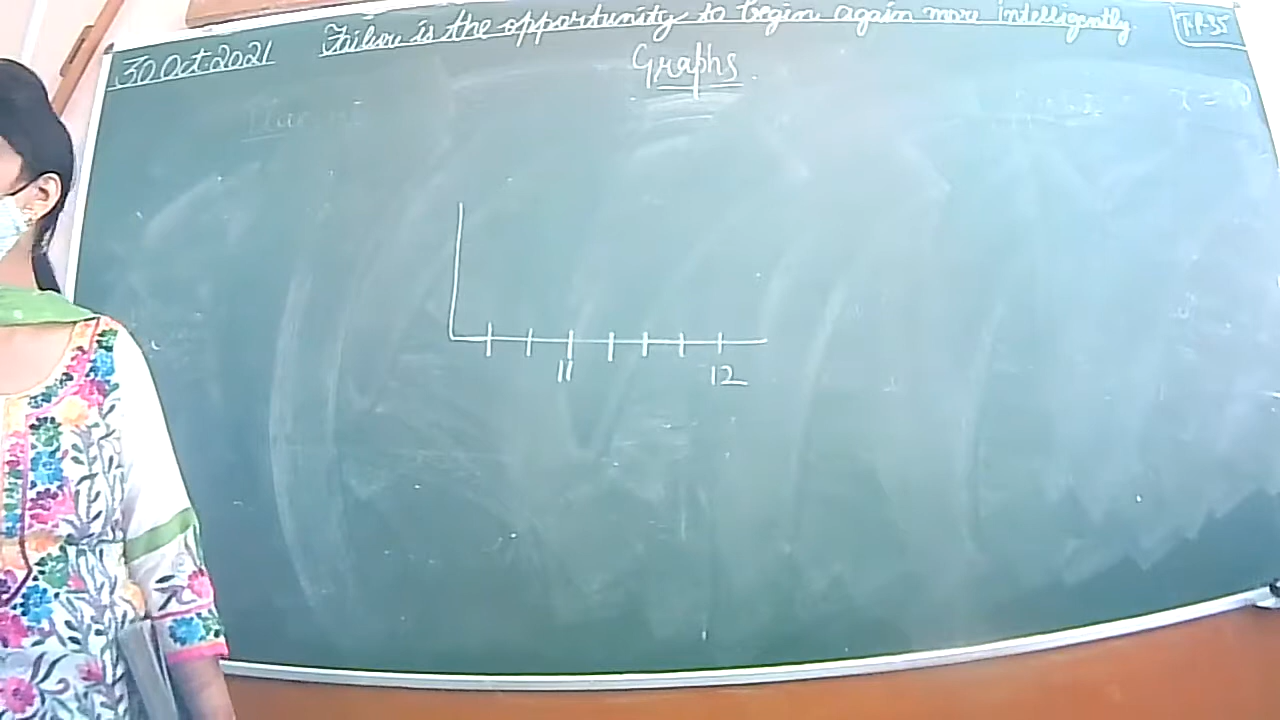 Failure is the opportunity to begin again more intelligently.
30 Oct. 2021
Graphs.
11 12